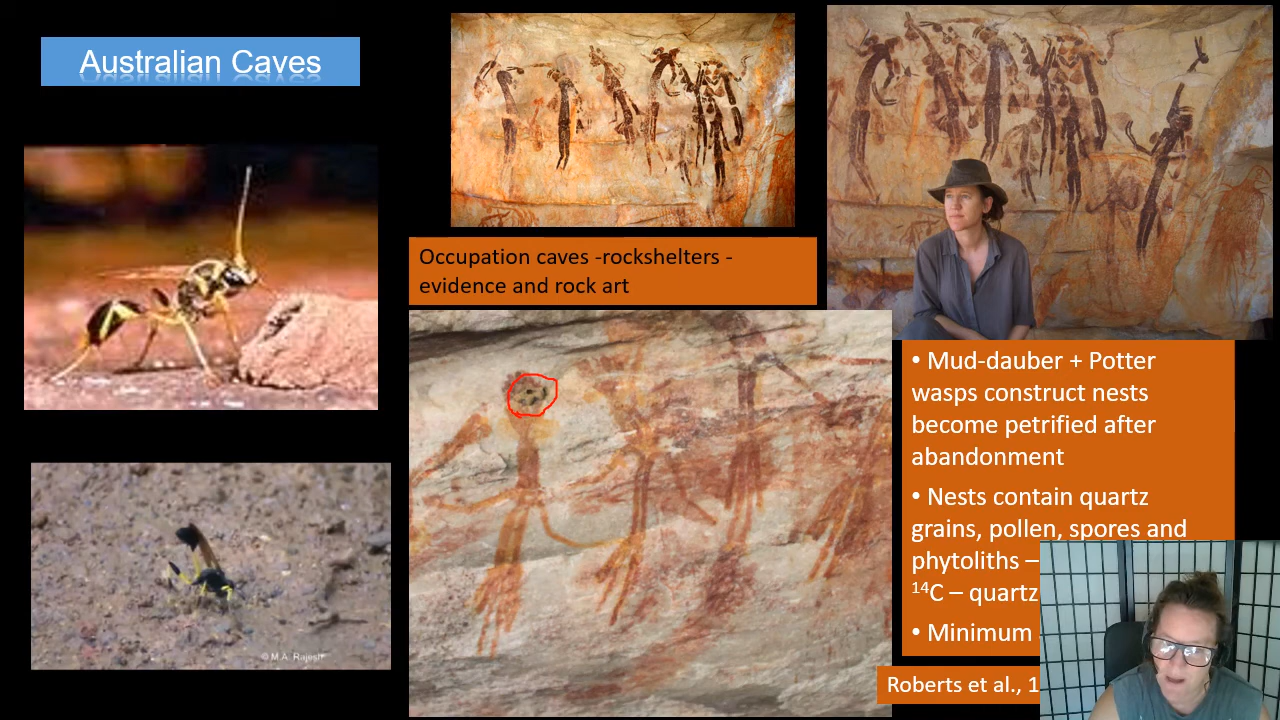 Australian Caves
Occupation caves -rockshelters -
evidence and rock art
• Mud-dauber + Potter
wasps construct nests
become petrified after
abandonment
• Nests contain quartz
grains, pollen, spores and
phytoliths –
¹⁴C – quartz
• Minimum
Roberts et al., 1
© M.A. Rajesh